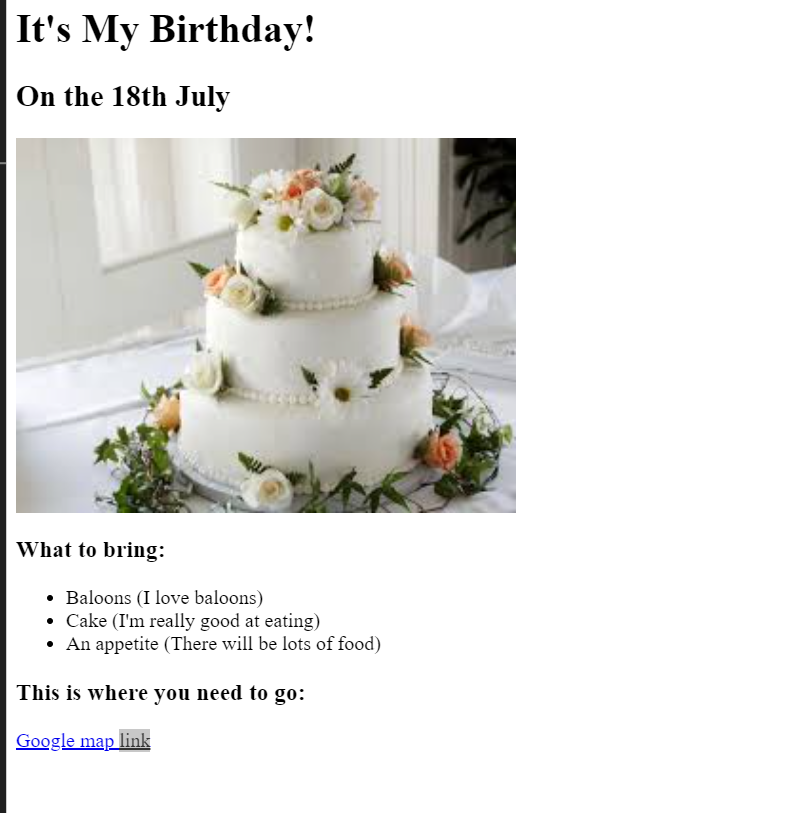 It's My Birthday!
On the 18th July
What to bring:
Baloons (I love baloons)
Cake (I'm really good at eating)
An appetite (There will be lots of food)
This is where you need to go:
Google map link